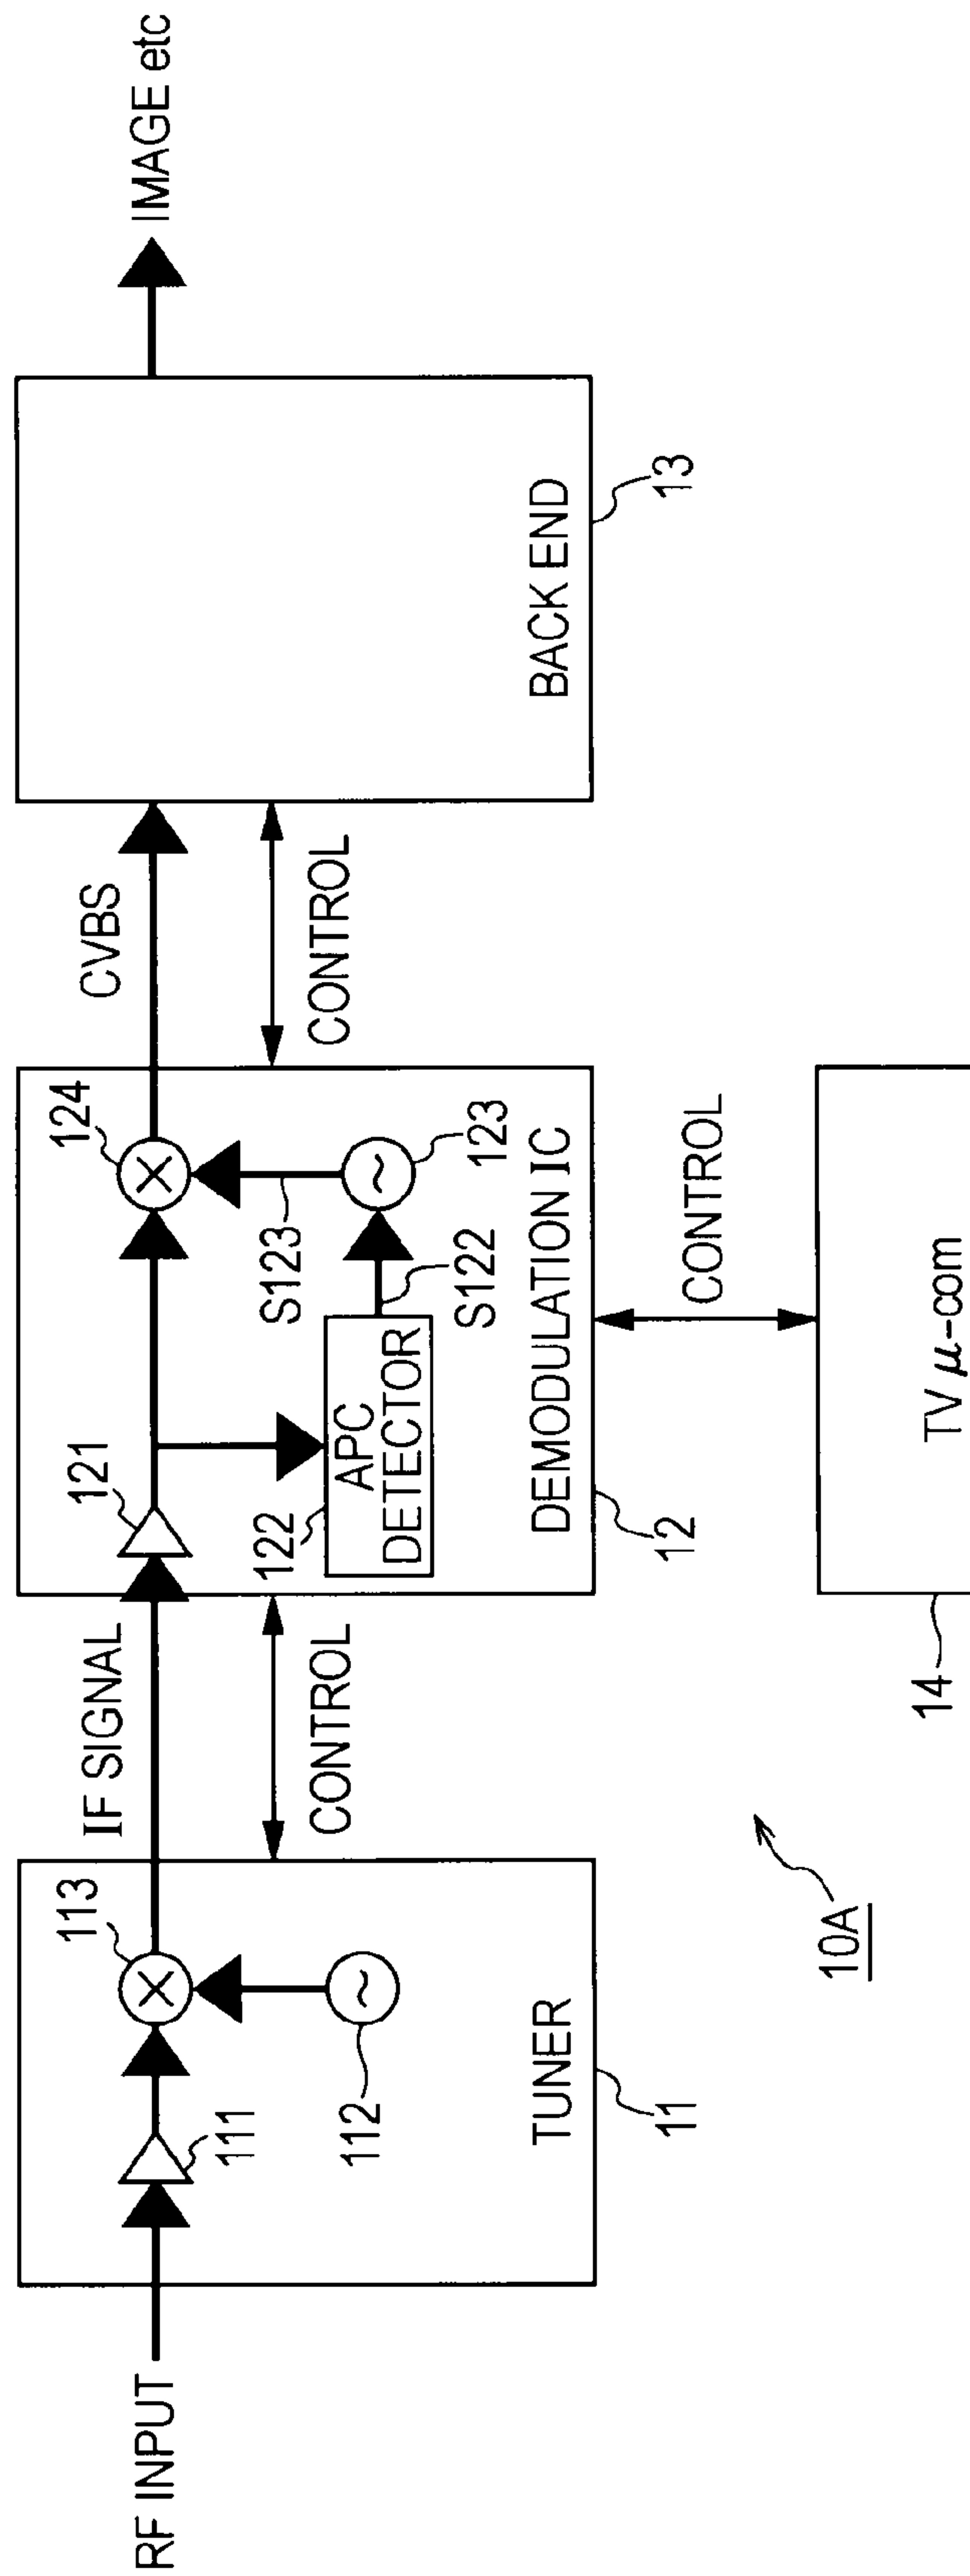 RF INPUT
111
112
113
TUNER
11
IF SIGNAL
CONTROL
121
122
APC
DETECTOR
S122
S123
123
124
DEMODULATION IC
12
CVBS
CONTROL
BACK END
13
IMAGE etc
CONTROL
TV μ-com
14
10A